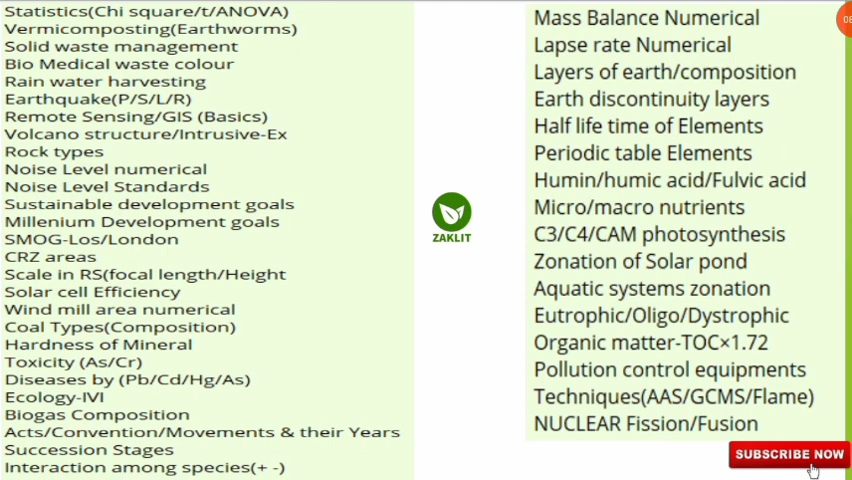 Statistics(Chi square/t/ANOVA)
Vermicomposting(Earthworms)
Solid waste management
Bio Medical waste colour
Rain water harvesting
Earthquake(P/S/L/R)
Remote Sensing/GIS (Basics)
Volcano structure/Intrusive-Ex
Rock types
Noise Level numerical
Noise Level Standards
Sustainable development goals
Millenium Development goals
SMOG-Los/London
CRZ areas
Scale in RS(focal length/Height
Solar cell Efficiency
Wind mill area numerical
Coal Types(Composition)
Hardness of Mineral
Toxicity (As/Cr)
Diseases by (Pb/Cd/Hg/As)
Ecology-IVI
Biogas Composition
Acts/Convention/Movements & their Years
Succession Stages
Interaction among species(+ -)
ZAKLIT
Mass Balance Numerical
Lapse rate Numerical
Layers of earth/composition
Earth discontinuity layers
Half life time of Elements
Periodic table Elements
Humin/humic acid/Fulvic acid
Micro/macro nutrients
C3/C4/CAM photosynthesis
Zonation of Solar pond
Aquatic systems zonation
Eutrophic/Oligo/Dystrophic
Organic matter-TOC×1.72
Pollution control equipments
Techniques(AAS/GCMS/Flame)
NUCLEAR Fission/Fusion
SUBSCRIBE NOW